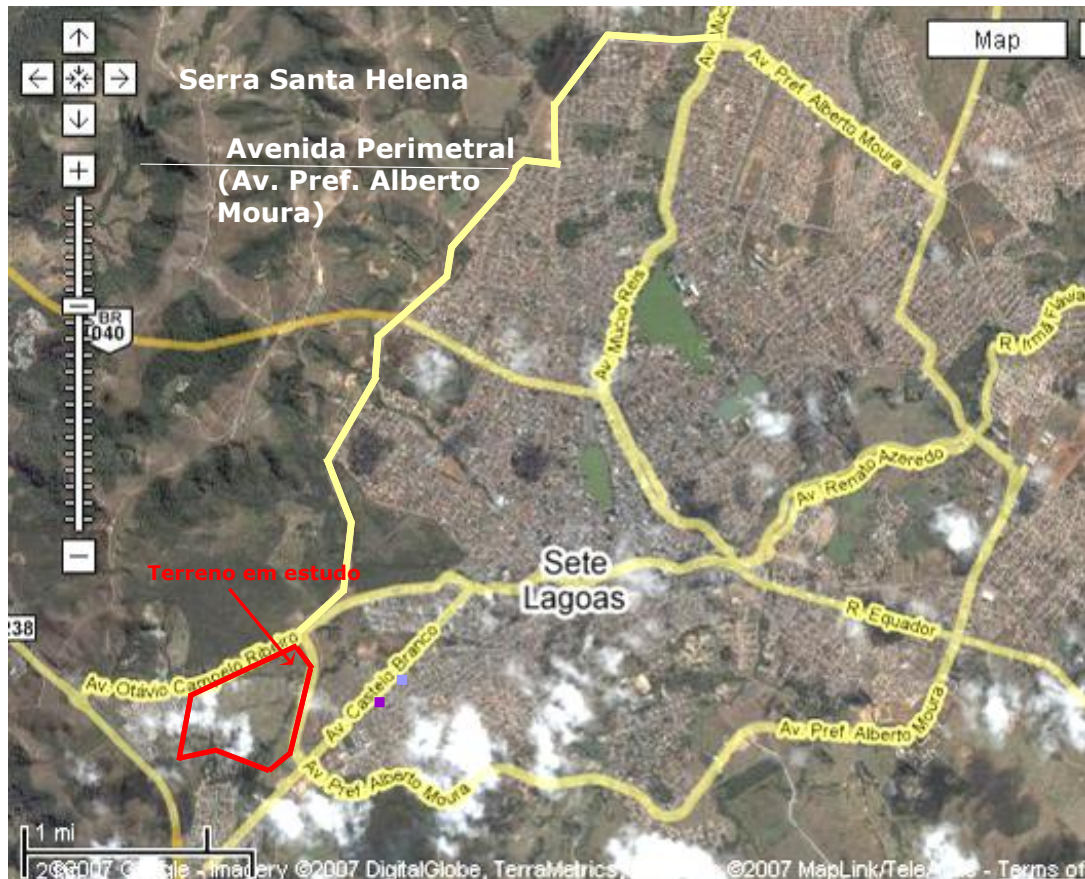 Map
Serra Santa Helena
Avenida Perimetral
(Av. Pref. Alberto
Moura)
Av. Múc
Av. Pref. Alberto Moura
BR
040
Av. Múcio Reis
R. Irmã Flávia
Av. Renato Azeredo
Sete
Lagoas
Terreno em estudo
R. Equador
238
Av. Otávio Campelo Ribeiro
Av. Castelo Branco
Av. Pref. Alberto Moura
Av. Pref. Alberto Moura
1 mi
2
©2007 Google - Imagery ©2007 DigitalGlobe, TerraMetrics, ©2007 MapLink/Tele - Terms of